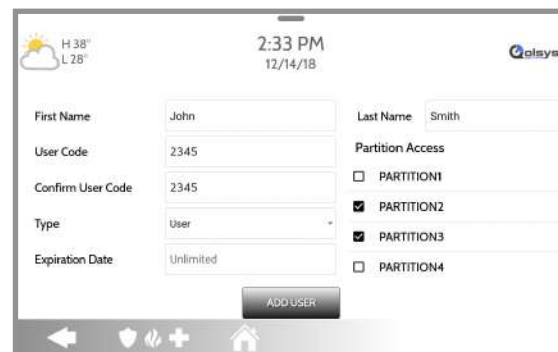 H 38°
L 28°
2:33 PM
12/14/18
Qolsys
First Name
John
Last Name
Smith
User Code
2345
Partition Access
Confirm User Code
2345
PARTITION1
Type
User
PARTITION2
PARTITION3
Expiration Date
Unlimited
PARTITION4
ADD USER